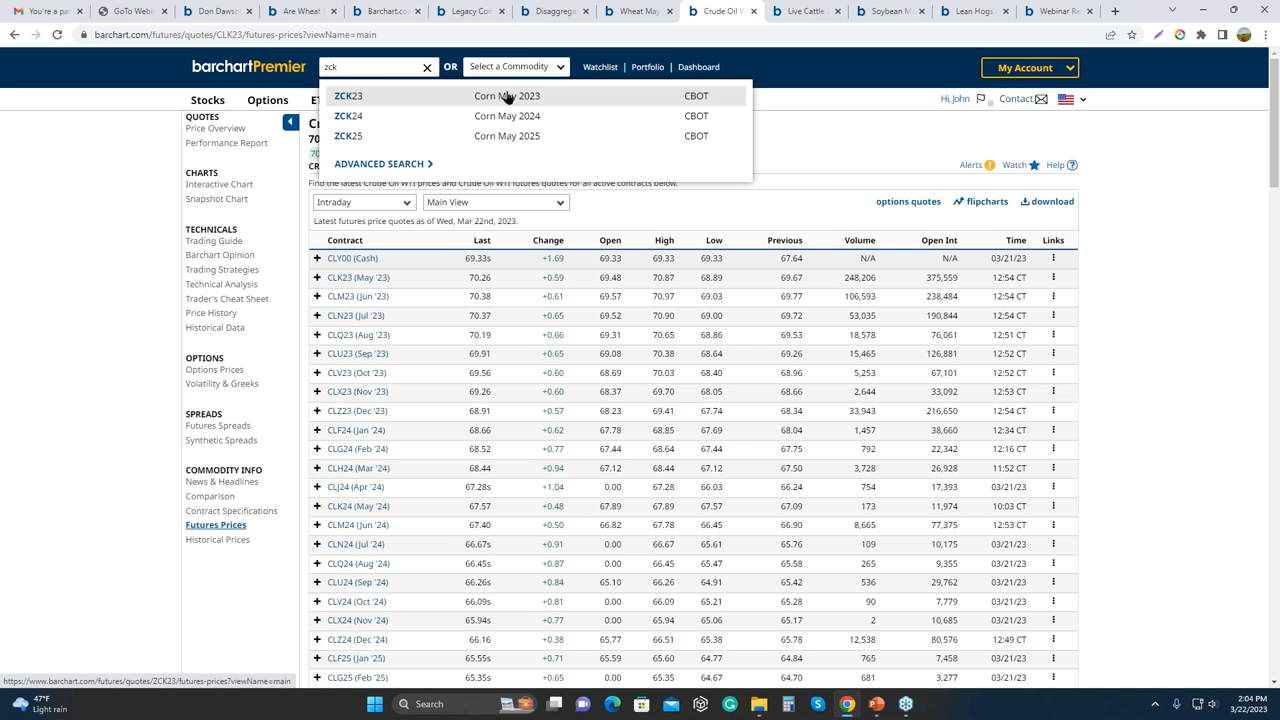 You're a panelist
GoTo Webi
Don Dawso
Are Wheat
Barchart.com
Legacy Com
Disaggrega
Wheat May
Crude Oil W
Live Cattle
Soybean M
Lean Hogs
Webinar Re
barchart.com/futures/quotes/CLK23/futures-prices?viewName=main
barchartPremier
zck
OR
Select a Commodity
Watchlist
Portfolio
Dashboard
My Account
ZCK23 Corn May 2023 CBOT
ZCK24 Corn May 2024 CBOT
ZCK25 Corn May 2025 CBOT
ADVANCED SEARCH
Stocks
Options
Hi, John
Contact
Alerts
Watch
Help
QUOTES
Price Overview
Performance Report
CHARTS
Interactive Chart
Snapshot Chart
TECHNICALS
Trading Guide
Barchart Opinion
Trading Strategies
Technical Analysis
Trader's Cheat Sheet
Price History
Historical Data
OPTIONS
Options Prices
Volatility & Greeks
SPREADS
Futures Spreads
Synthetic Spreads
COMMODITY INFO
News & Headlines
Comparison
Contract Specifications
Futures Prices
Historical Prices
Find the latest Crude Oil WTI prices and Crude Oil WTI futures quotes for all active contracts below.
Intraday
Main View
options quotes
flipcharts
download
Latest futures price quotes as of Wed, Mar 22nd, 2023.
Contract Last Change Open High Low Previous Volume Open Int Time Links
CLY00 (Cash) 69.33s +1.69 69.33 69.33 69.33 67.64 N/A N/A 03/21/23
CLK23 (May '23) 70.26 +0.59 69.48 70.87 68.89 69.67 248,206 375,559 12:54 CT
CLM23 (Jun '23) 70.38 +0.61 69.57 70.97 69.03 69.77 106,593 238,484 12:54 CT
CLN23 (Jul '23) 70.37 +0.65 69.52 70.90 69.00 69.72 53,035 190,844 12:54 CT
CLQ23 (Aug '23) 70.19 +0.66 69.31 70.65 68.86 69.53 18,578 76,061 12:51 CT
CLU23 (Sep '23) 69.91 +0.65 69.08 70.38 68.64 69.26 15,465 126,881 12:52 CT
CLV23 (Oct '23) 69.56 +0.60 68.69 70.03 68.40 68.96 5,253 67,101 12:52 CT
CLX23 (Nov '23) 69.26 +0.60 68.37 69.70 68.05 68.66 2,644 33,092 12:53 CT
CLZ23 (Dec '23) 68.91 +0.57 68.23 69.41 67.74 68.34 33,943 216,650 12:54 CT
CLF24 (Jan '24) 68.66 +0.62 67.78 68.85 67.69 68.04 1,457 38,660 12:34 CT
CLG24 (Feb '24) 68.52 +0.77 67.44 68.64 67.44 67.75 792 22,342 12:16 CT
CLH24 (Mar '24) 68.44 +0.94 67.12 68.44 67.12 67.50 3,728 26,928 11:52 CT
CLJ24 (Apr '24) 67.28s +1.04 0.00 67.28 66.03 66.24 754 17,393 03/21/23
CLK24 (May '24) 67.57 +0.48 67.89 67.89 67.57 67.09 173 11,974 10:03 CT
CLM24 (Jun '24) 67.40 +0.50 66.82 67.78 66.45 66.90 8,665 77,375 12:53 CT
CLN24 (Jul '24) 66.67s +0.91 0.00 66.67 65.61 65.76 109 10,175 03/21/23
CLQ24 (Aug '24) 66.45s +0.87 0.00 66.45 65.47 65.58 265 9,355 03/21/23
CLU24 (Sep '24) 66.26s +0.84 65.10 66.26 64.91 65.42 536 29,762 03/21/23
CLV24 (Oct '24) 66.09s +0.81 0.00 66.09 65.21 65.28 90 7,779 03/21/23
CLX24 (Nov '24) 65.94s +0.77 0.00 65.94 65.06 65.17 2 10,685 03/21/23
CLZ24 (Dec '24) 66.16 +0.38 65.77 66.51 65.38 65.78 12,538 80,576 12:49 CT
CLF25 (Jan '25) 65.55s +0.71 65.59 65.60 64.77 64.84 765 7,458 03/21/23
CLG25 (Feb '25) 65.35s +0.65 65.35 64.67 64.70 681 3,277 03/21/23
https://www.barchart.com/futures/quotes/ZCK23/futures-prices?viewName=main
47°F
Light rain
Search
2:04 PM
3/22/2023